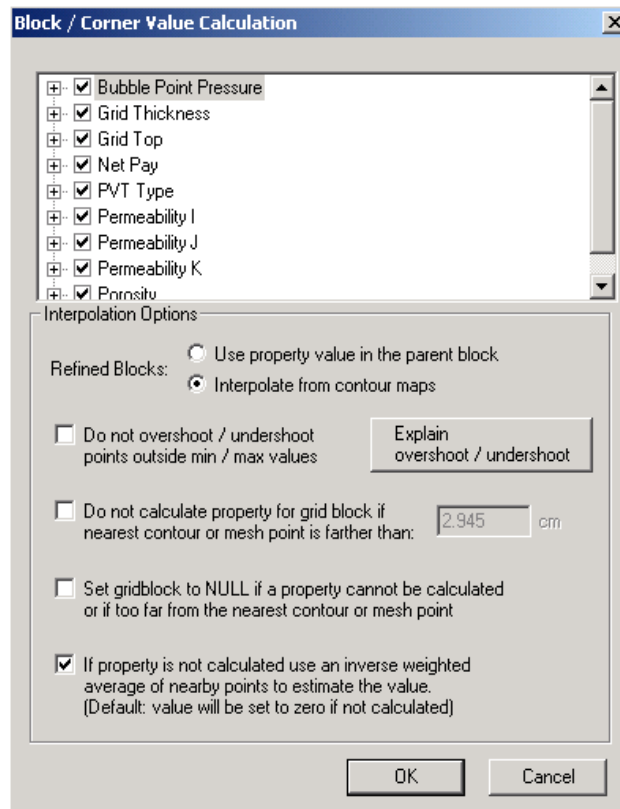 Block / Corner Value Calculation
Bubble Point Pressure
Grid Thickness
Grid Top
Net Pay
PVT Type
Permeability I
Permeability J
Permeability K
Porosity
Interpolation Options
Refined Blocks:
Use property value in the parent block
Interpolate from contour maps
Do not overshoot / undershoot
points outside min / max values
Explain
overshoot / undershoot
Do not calculate property for grid block if
nearest contour or mesh point is farther than:
2.945 cm
Set gridblock to NULL if a property cannot be calculated
or if too far from the nearest contour or mesh point
If property is not calculated use an inverse weighted
average of nearby points to estimate the value.
(Default: value will be set to zero if not calculated)
OK Cancel